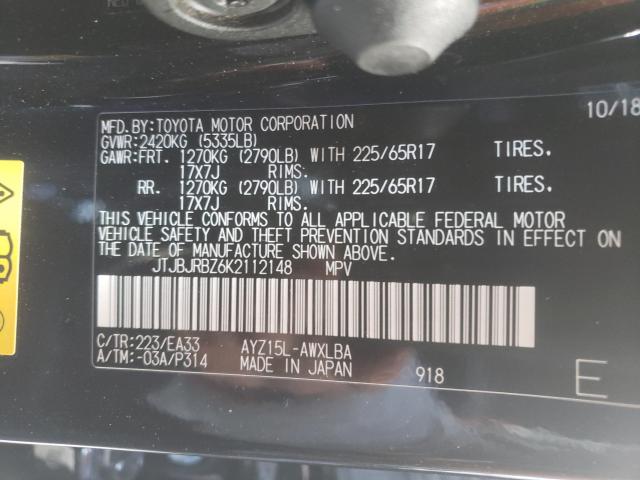 MFD.BY:TOYOTA MOTOR CORPORATION 10/18
GVWR:2420KG (5335LB)
GAWR:FRT. 1270KG (2790LB) WITH 225/65R17 TIRES.
17X7J RIMS.
RR. 1270KG (2790LB) WITH 225/65R17 TIRES.
17X7J RIMS.
THIS VEHICLE CONFORMS TO ALL APPLICABLE FEDERAL MOTOR
VEHICLE SAFETY AND THEFT PREVENTION STANDARDS IN EFFECT ON
THE DATE OF MANUFACTURE SHOWN ABOVE.
JTJBJRBZ6K2112148 MPV
C/TR:223/EA33 AYZ15L-AWXLBA
A/TM:-03A/P314 MADE IN JAPAN 918 E